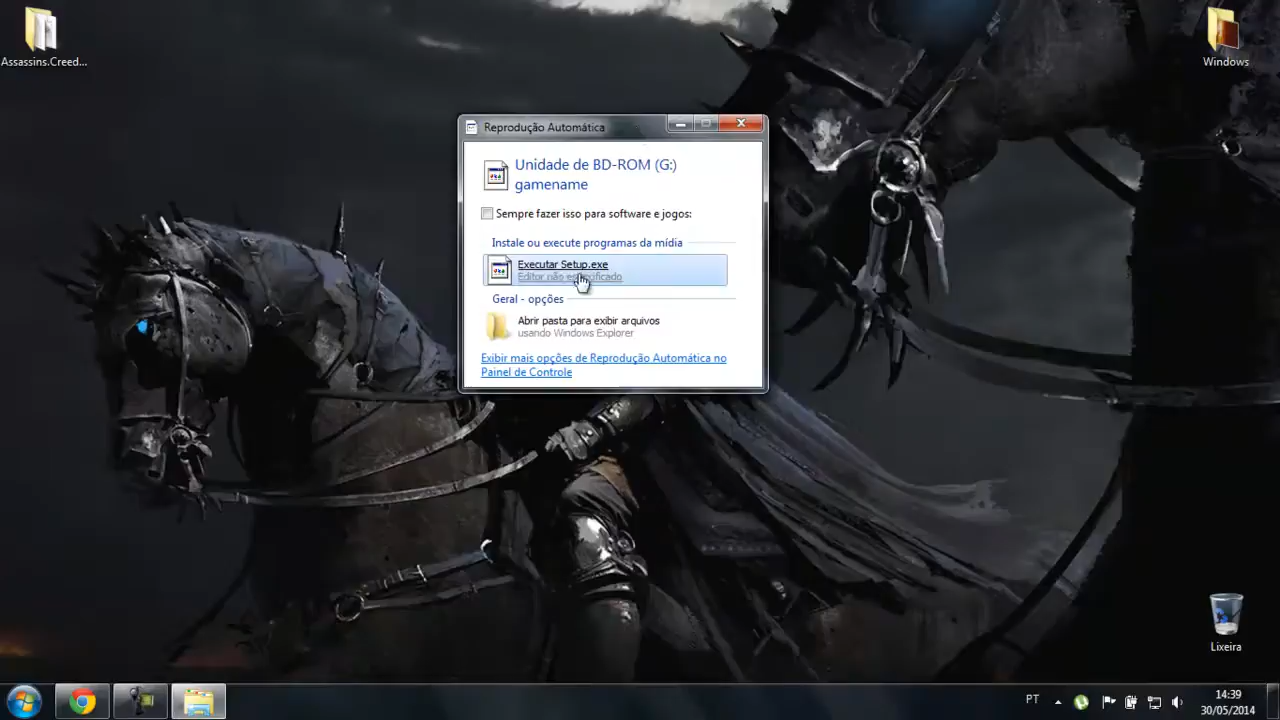 Assassins.Creed...
Windows
Reprodução Automática
Unidade de BD-ROM (G:)
gamename
Sempre fazer isso para software e jogos:
Instale ou execute programas da mídia
Executar Setup.exe
Editor não especificado
Geral - opções
Abrir pasta para exibir arquivos
usando Windows Explorer
Exibir mais opções de Reprodução Automática no
Painel de Controle
Lixeira
PT
14:39
30/05/2014